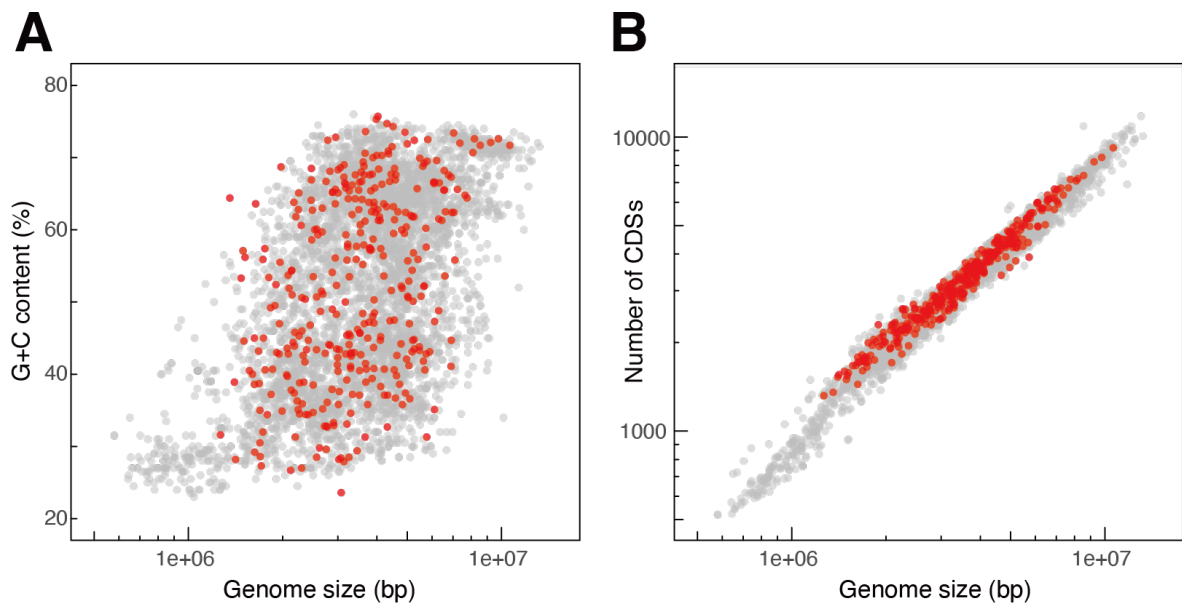 A
B
80
60
40
20
G+C content (%)
1e+06
1e+07
Genome size (bp)
10000
1000
Number of CDSs
1e+06
1e+07
Genome size (bp)